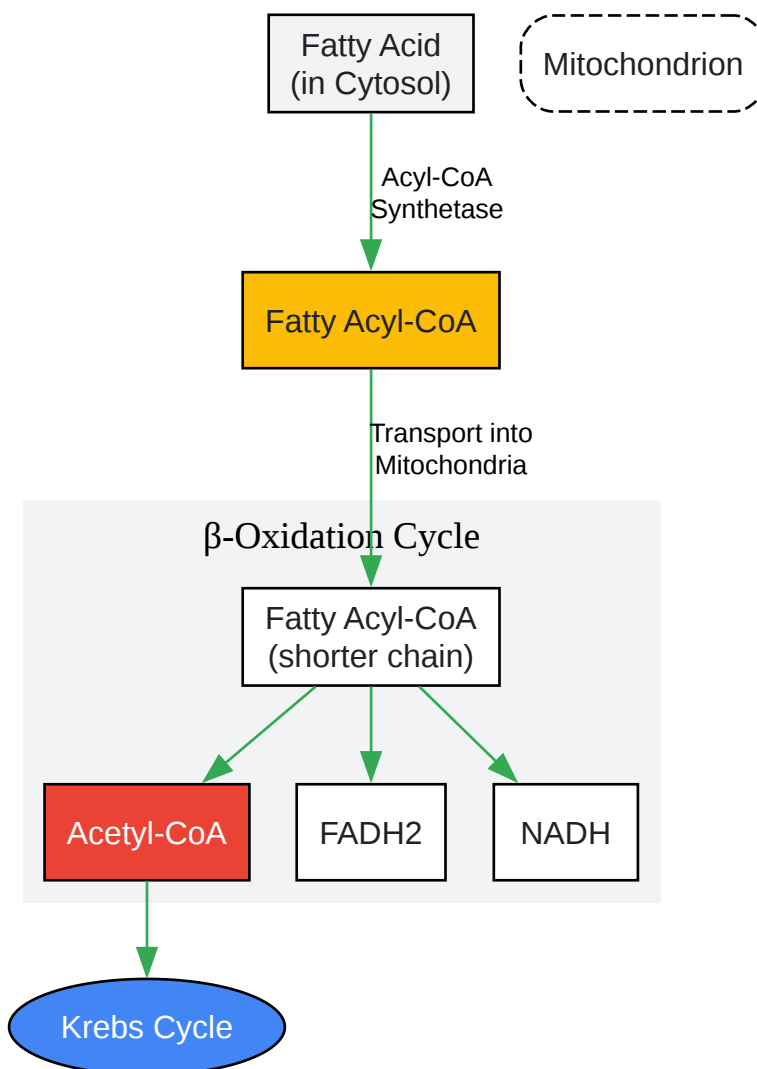 Fatty Acid
(in Cytosol)
Mitochondrion
Acyl-CoA
Synthetase
Fatty Acyl-CoA
Transport into
Mitochondria
β-Oxidation Cycle
Fatty Acyl-CoA
(shorter chain)
Acetyl-CoA
FADH2
NADH
Krebs Cycle